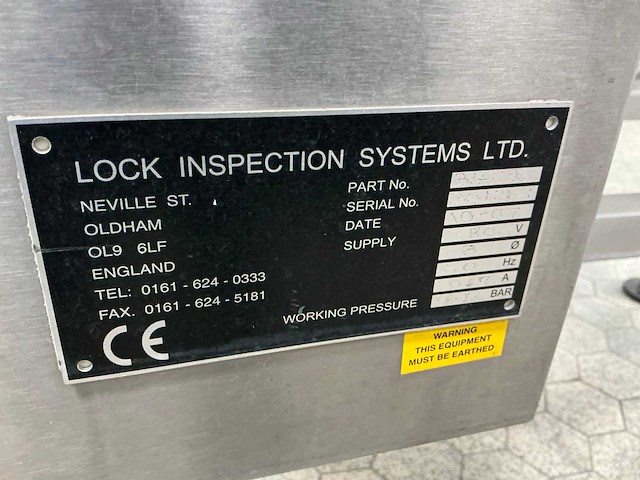 LOCK INSPECTION SYSTEMS LTD.
NEVILLE ST.
OLDHAM
OL9 6LF
ENGLAND
TEL: 0161 - 624 - 0333
FAX. 0161 - 624 - 5181
CE
PART No.
SERIAL No.
DATE
SUPPLY V
Ø
Hz
A
WORKING PRESSURE BAR
WARNING
THIS EQUIPMENT
MUST BE EARTHED